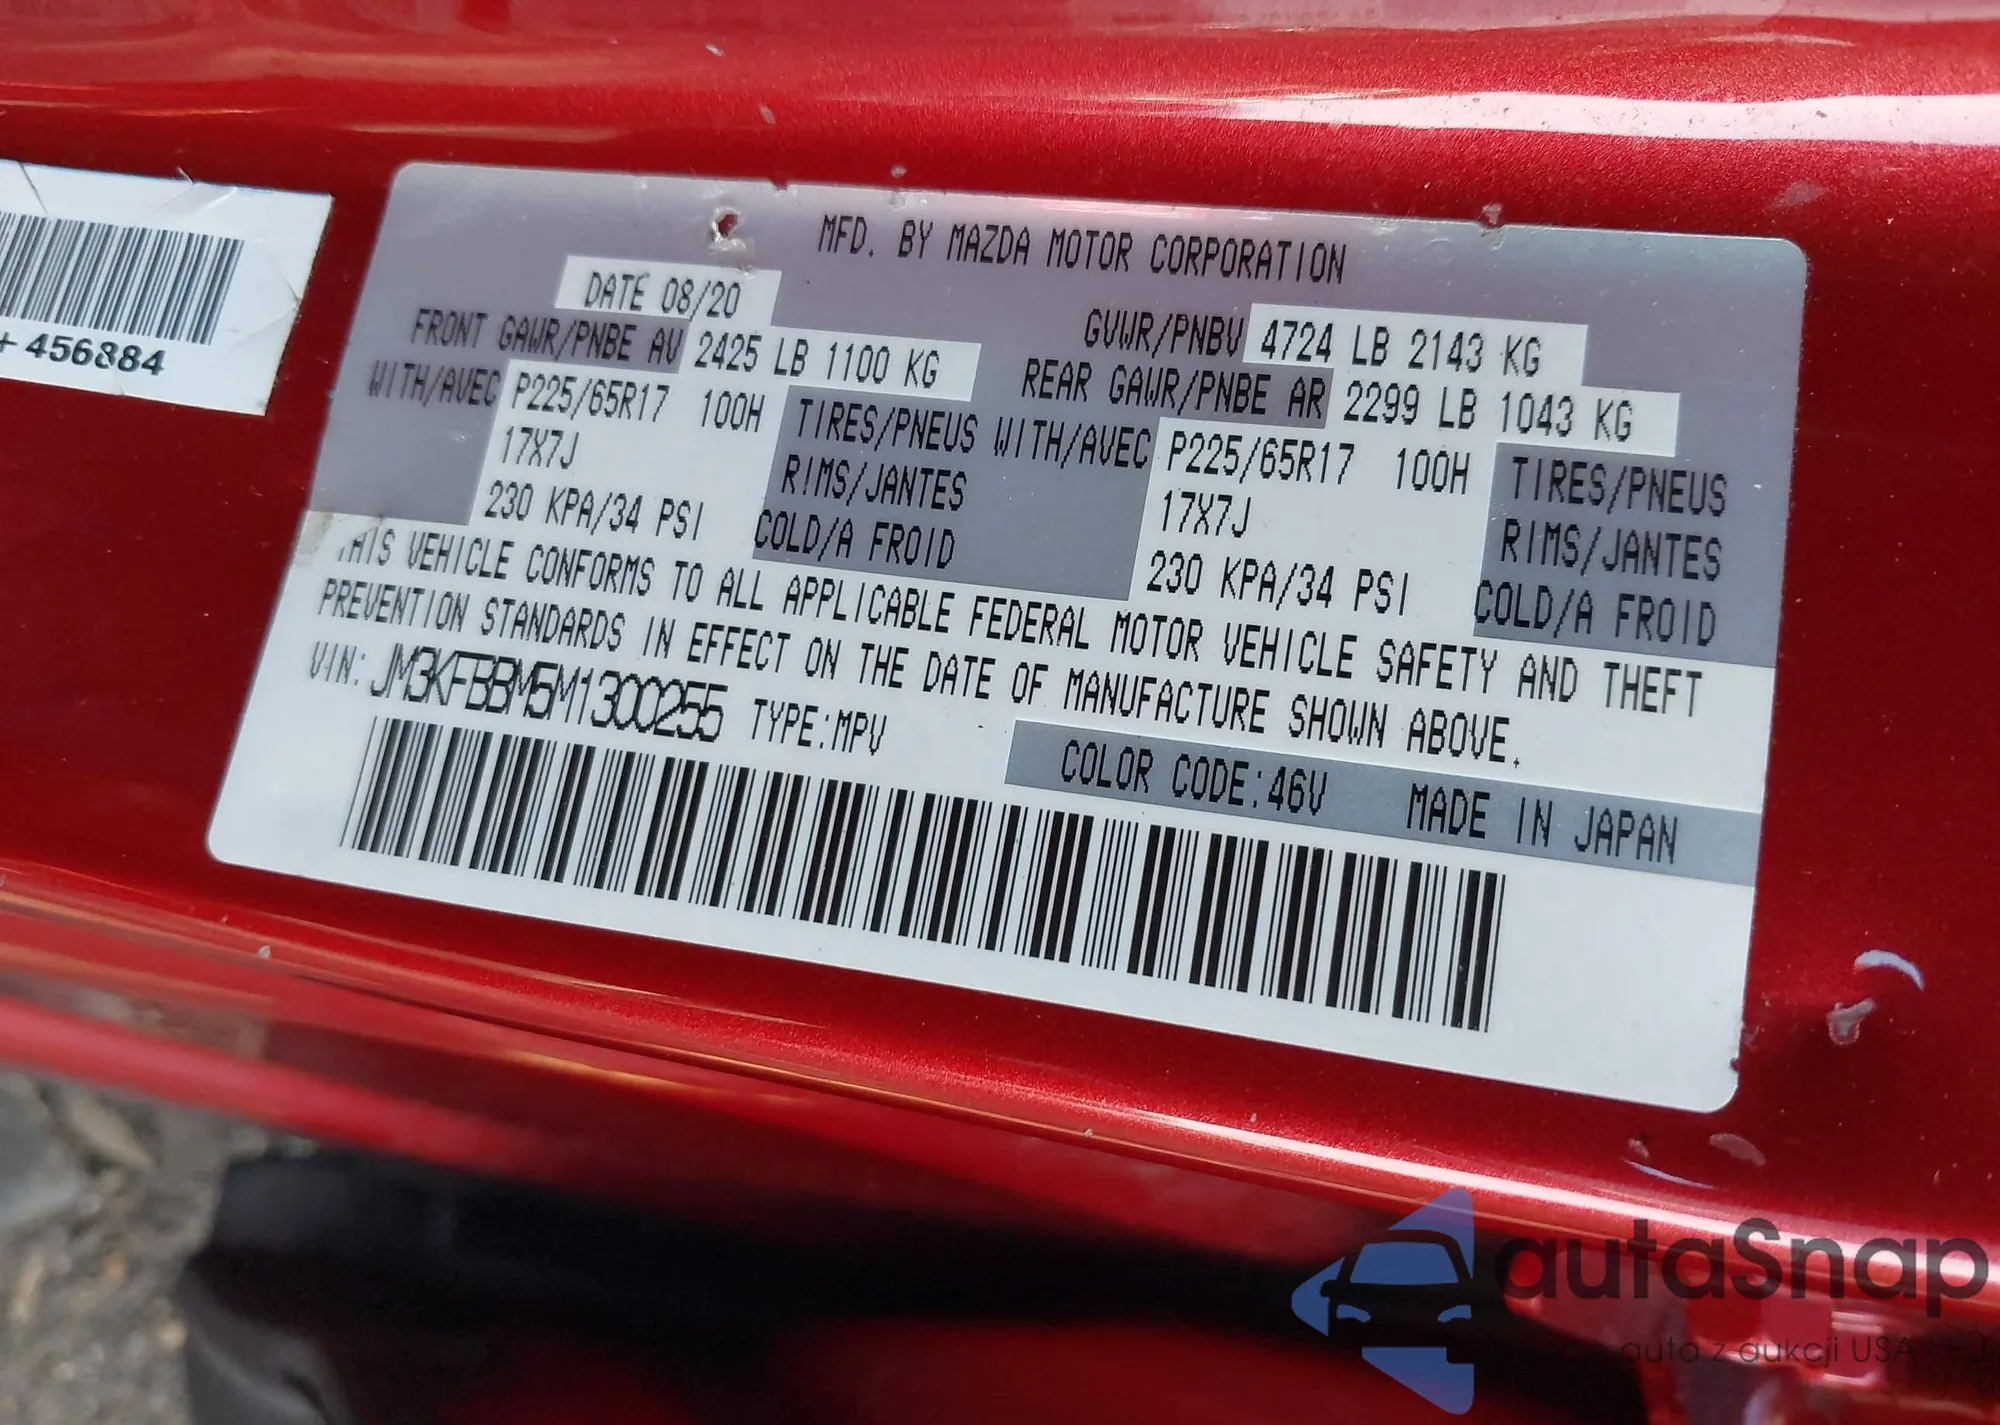 + 456884
MFD. BY MAZDA MOTOR CORPORATION
DATE 08/20
FRONT GAWR/PNBE AV 2425 LB 1100 KG
GVWR/PNBV 4724 LB 2143 KG
WITH/AVEC P225/65R17 100H TIRES/PNEUS
17X7J RIMS/JANTES
230 KPA/34 PSI COLD/A FROID
REAR GAWR/PNBE AR 2299 LB 1043 KG
WITH/AVEC P225/65R17 100H TIRES/PNEUS
17X7J RIMS/JANTES
230 KPA/34 PSI COLD/A FROID
THIS VEHICLE CONFORMS TO ALL APPLICABLE FEDERAL MOTOR VEHICLE SAFETY AND THEFT
PREVENTION STANDARDS IN EFFECT ON THE DATE OF MANUFACTURE SHOWN ABOVE.
VIN: JM3KFBBM5M1300255 TYPE:MPV
COLOR CODE:46V MADE IN JAPAN
autaSnap
auta z aukcji USA